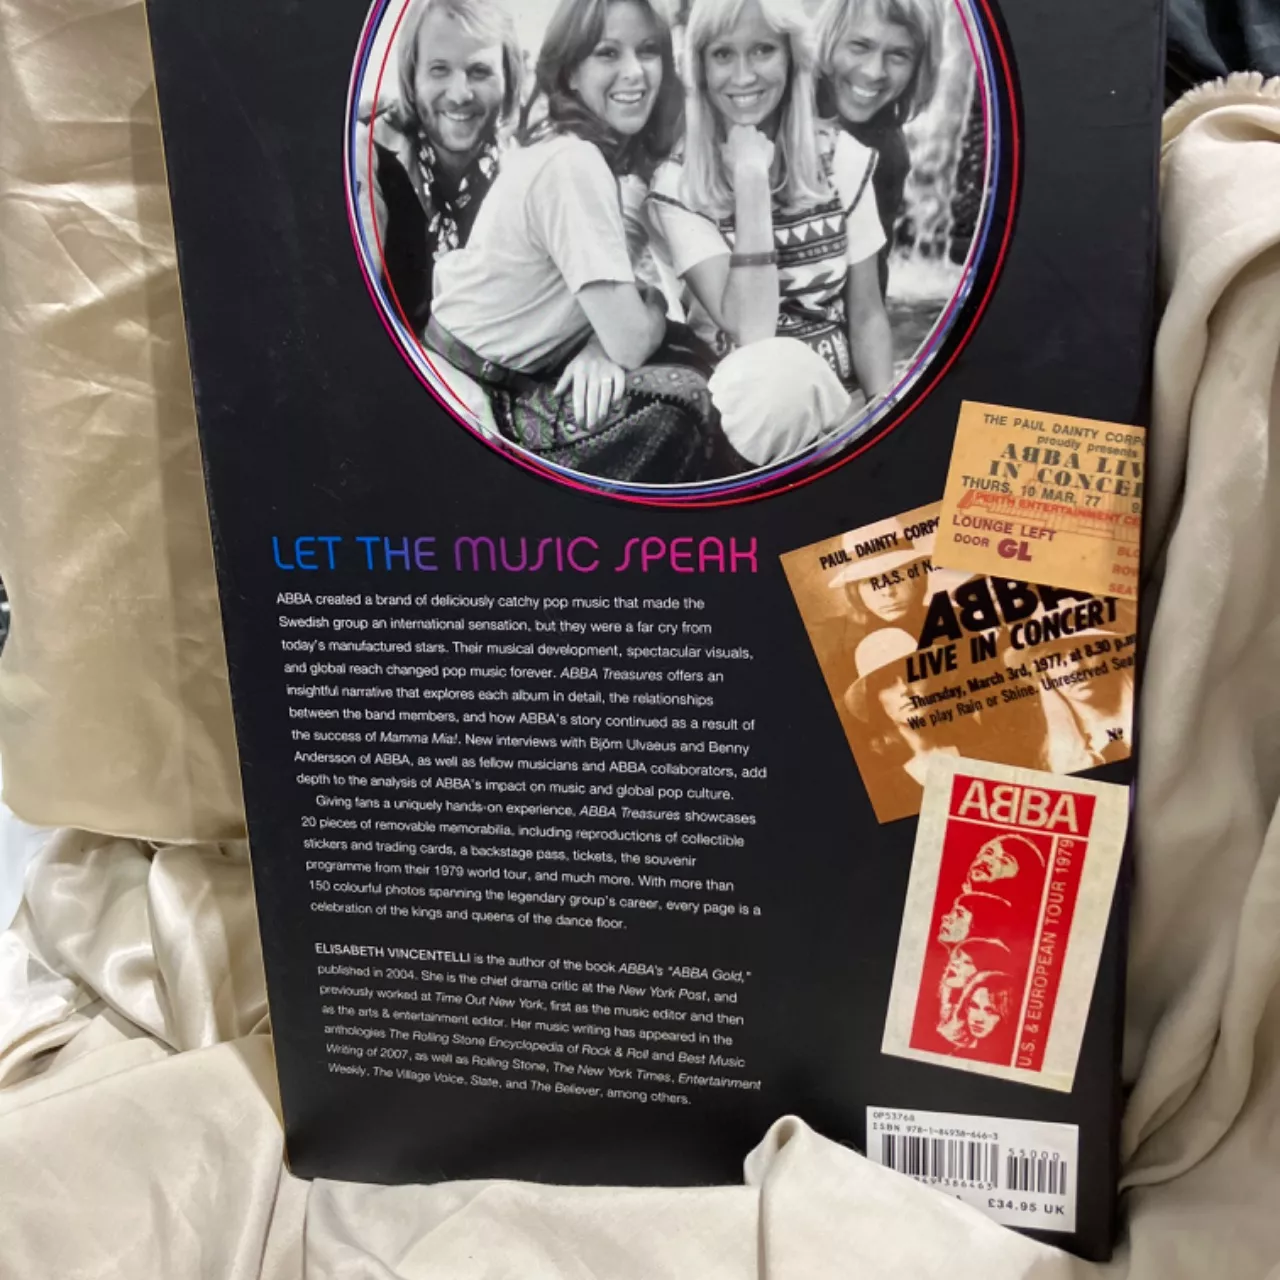 LET THE MUSIC SPEAK
ABBA created a brand of deliciously catchy pop music that made the
Swedish group an international sensation, but they were a far cry from
today's manufactured stars. Their musical development, spectacular visuals,
and global reach changed pop music forever. ABBA Treasures offers an
insightful narrative that explores each album in detail, the relationships
between the band members, and how ABBA's story continued as a result of
the success of Mamma Mia!. New interviews with Björn Ulvaeus and Benny
Andersson of ABBA, as well as fellow musicians and ABBA collaborators, add
depth to the analysis of ABBA's impact on music and global pop culture.
Giving fans a uniquely hands-on experience, ABBA Treasures showcases
20 pieces of removable memorabilia, including reproductions of collectible
stickers and trading cards, a backstage pass, tickets, the souvenir
programme from their 1979 world tour, and much more. With more than
150 colourful photos spanning the legendary group's career, every page is a
celebration of the kings and queens of the dance floor.
ELISABETH VINCENTELLI is the author of the book ABBA's "ABBA Gold,"
published in 2004. She is the chief drama critic at the New York Post, and
previously worked at Time Out New York, first as the music editor and then
as the arts & entertainment editor. Her music writing has appeared in the
anthologies The Rolling Stone Encyclopedia of Rock & Roll and Best Music
Writing of 2007, as well as Rolling Stone, The New York Times, Entertainment
Weekly, The Village Voice, Slate, and The Believer, among others.
THE PAUL DAINTY CORP
proudly presents
ABBA LIV
IN CONCE
THURS. 10 MAR. 77
PERTH ENTERTAINMENT CE
LOUNGE LEFT
DOOR GL
BLO
ROW
SEAT
PAUL DAINTY CORP
R.A.S. of N.
ABBA
LIVE IN CONCERT
Thursday, March 3rd, 1977, at 8.30 p.m.
We play Rain or Shine. Unreserved Sea
Nº
ABBA
U.S. & EUROPEAN TOUR 1979
OP53768
ISBN 978-1-84938-646-3
55000
£34.95 UK